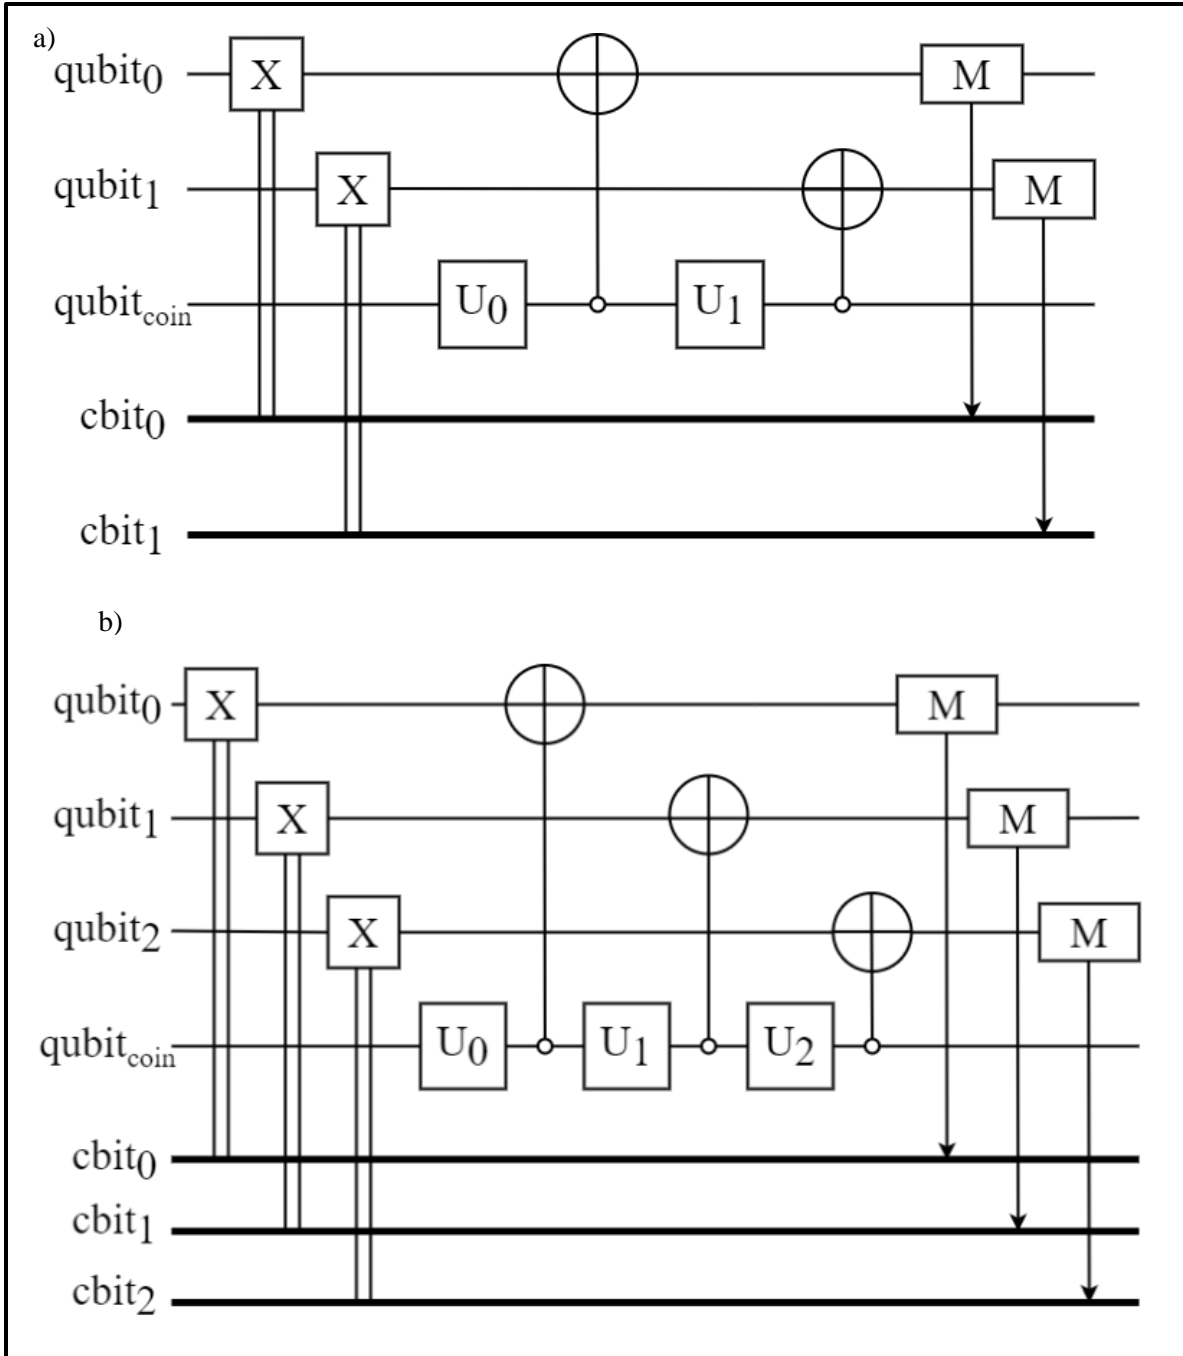 a)
qubit0 X M
qubit1 X M
qubitcoin U0 U1
cbit0
cbit1
b)
qubit0 X M
qubit1 X M
qubit2 X M
qubitcoin U0 U1 U2
cbit0
cbit1
cbit2